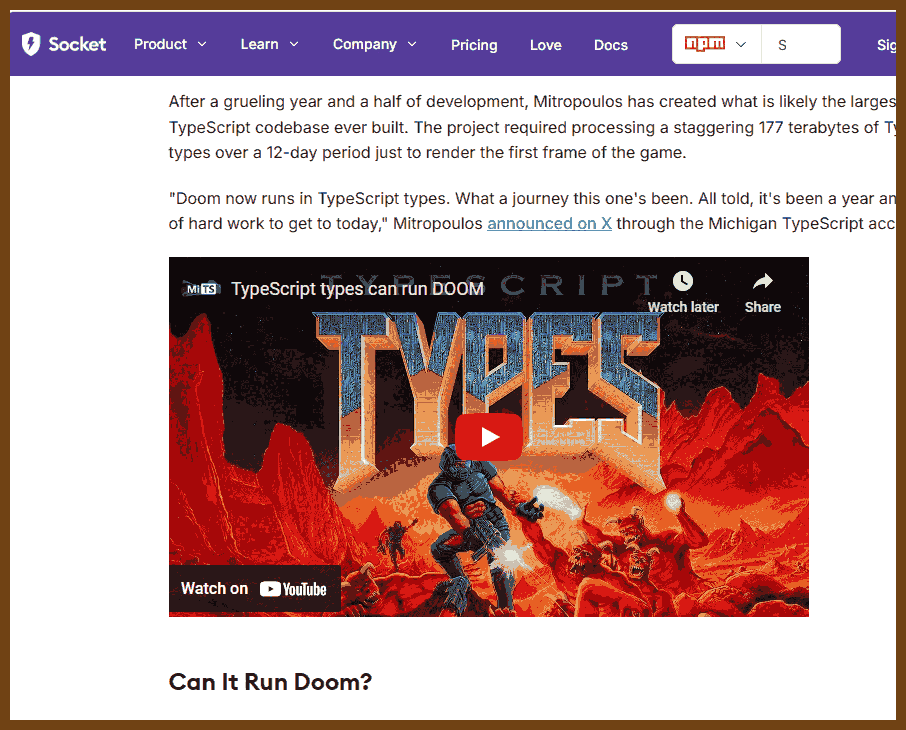 Socket Product Learn Company Pricing Love Docs npm S Sig
After a grueling year and a half of development, Mitropoulos has created what is likely the larges
TypeScript codebase ever built. The project required processing a staggering 177 terabytes of Ty
types over a 12-day period just to render the first frame of the game.
"Doom now runs in TypeScript types. What a journey this one's been. All told, it's been a year an
of hard work to get to today," Mitropoulos announced on X through the Michigan TypeScript acc
TYPESCRIPT
MiTS TypeScript types can run DOOM
Watch later Share
TYPES
Watch on YouTube
Can It Run Doom?